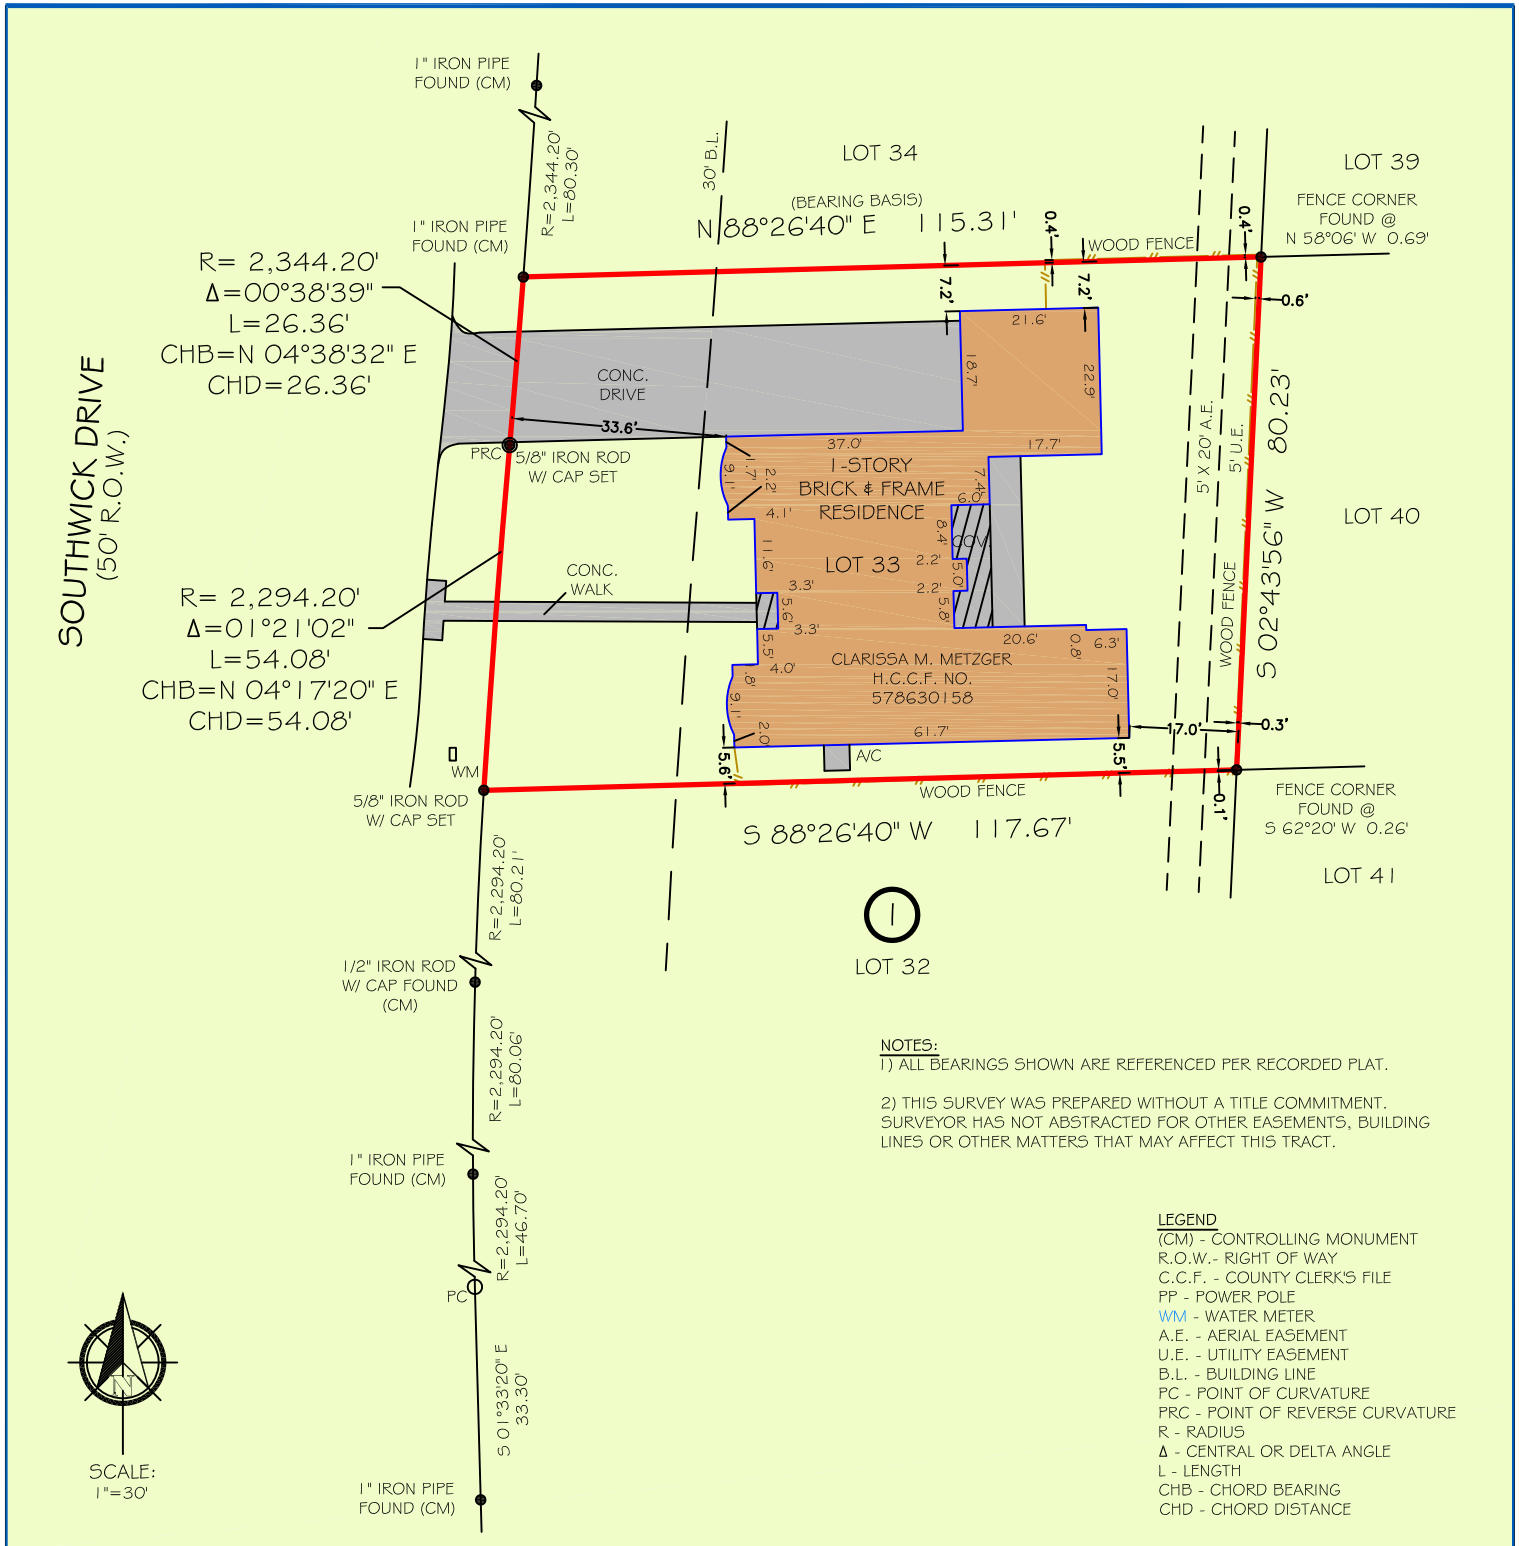 1" IRON PIPE
FOUND (CM)
R=2,344.20'
L=80.30'
30' B.L.
LOT 34
(BEARING BASIS)
N 88°26'40" E 115.31'
LOT 39
FENCE CORNER
FOUND @
N 58°06' W 0.69'
1" IRON PIPE
FOUND (CM)
0.4'
WOOD FENCE
0.4'
R= 2,344.20'
Δ=00°38'39"
L=26.36'
CHB=N 04°38'32" E
CHD=26.36'
7.2'
7.2'
0.6'
21.6'
18.7'
22.9'
CONC.
DRIVE
33.6'
37.0'
17.7'
SOUTHWICK DRIVE
(50' R.O.W.)
PRC
5/8" IRON ROD
W/ CAP SET
1.7'
9.1'
2.2'
4.1'
1-STORY
BRICK & FRAME
RESIDENCE
7.4'
6.0'
8.4'
COV.
5' X 20' A.E.
5' U.E.
S 02°43'56" W 80.23'
LOT 40
11.6'
LOT 33
2.2'
5.0'
2.2'
5.8'
CONC.
WALK
3.3'
5.6'
3.3'
WOOD FENCE
R= 2,294.20'
Δ=01°21'02"
L=54.08'
CHB=N 04°17'20" E
CHD=54.08'
5.5'
4.0'
.8'
9.1'
2.0'
20.6'
0.8'
6.3'
17.0'
CLARISSA M. METZGER
H.C.C.F. NO.
578630158
61.7'
17.0'
0.3'
WM
5.6'
A/C
5.5'
0.1'
5/8" IRON ROD
W/ CAP SET
WOOD FENCE
FENCE CORNER
FOUND @
S 62°20' W 0.26'
S 88°26'40" W 117.67'
LOT 41
R=2,294.20'
L=80.21'
1
LOT 32
1/2" IRON ROD
W/ CAP FOUND
(CM)
R=2,294.20'
L=80.06'
NOTES:
1) ALL BEARINGS SHOWN ARE REFERENCED PER RECORDED PLAT.
2) THIS SURVEY WAS PREPARED WITHOUT A TITLE COMMITMENT.
SURVEYOR HAS NOT ABSTRACTED FOR OTHER EASEMENTS, BUILDING
LINES OR OTHER MATTERS THAT MAY AFFECT THIS TRACT.
1" IRON PIPE
FOUND (CM)
R=2,294.20'
L=46.70'
PC
S 01°33'20" E
33.30'
1" IRON PIPE
FOUND (CM)
N
SCALE:
1"=30'
LEGEND
(CM) - CONTROLLING MONUMENT
R.O.W.- RIGHT OF WAY
C.C.F. - COUNTY CLERK'S FILE
PP - POWER POLE
WM - WATER METER
A.E. - AERIAL EASEMENT
U.E. - UTILITY EASEMENT
B.L. - BUILDING LINE
PC - POINT OF CURVATURE
PRC - POINT OF REVERSE CURVATURE
R - RADIUS
Δ - CENTRAL OR DELTA ANGLE
L - LENGTH
CHB - CHORD BEARING
CHD - CHORD DISTANCE